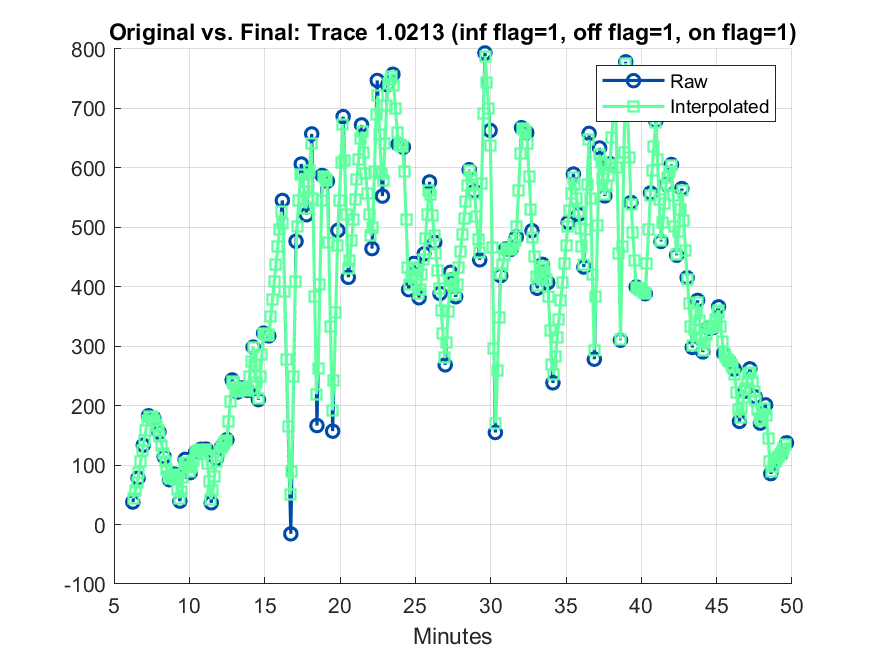 Original vs. Final: Trace 1.0213 (inf flag=1, off flag=1, on flag=1)
800
700
600
500
400
300
200
100
0
-100
5 10 15 20 25 30 35 40 45 50
Minutes
Raw
Interpolated